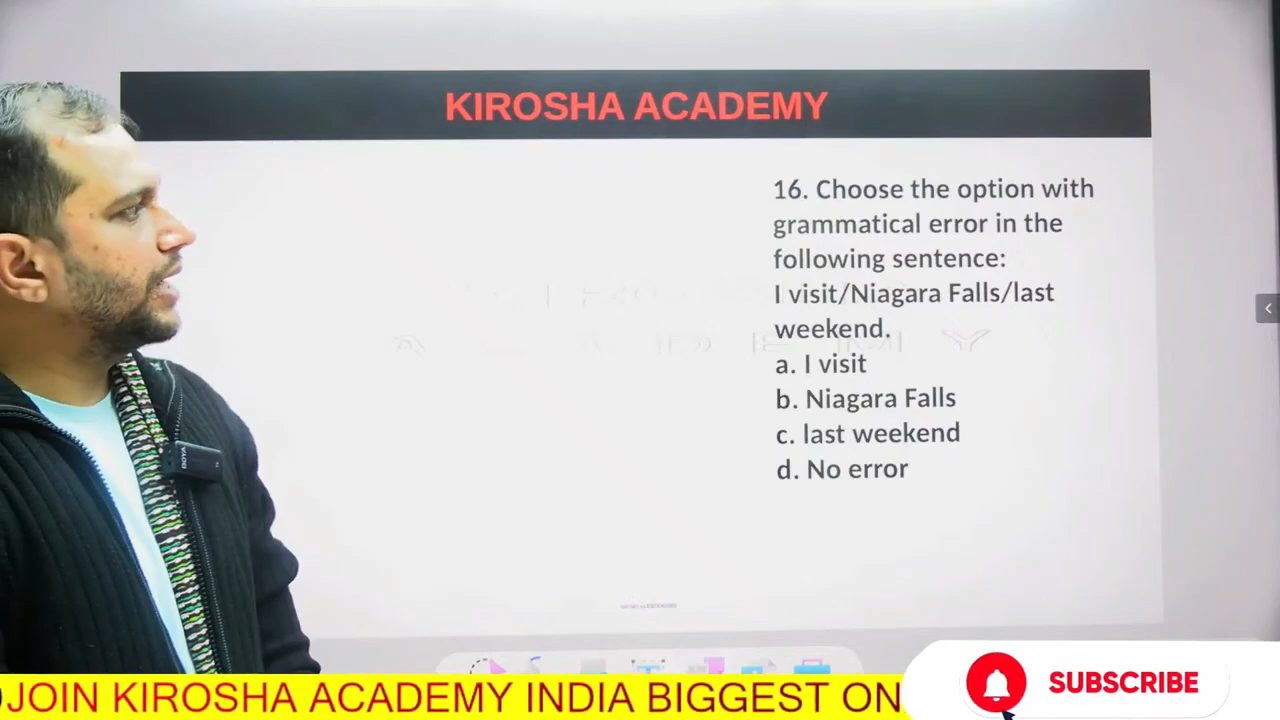 KIROSHA ACADEMY
16. Choose the option with
grammatical error in the
following sentence:
I visit/Niagara Falls/last
weekend.
a. I visit
b. Niagara Falls
c. last weekend
d. No error
BOYA
JOIN KIROSHA ACADEMY INDIA BIGGEST ON
SUBSCRIBE